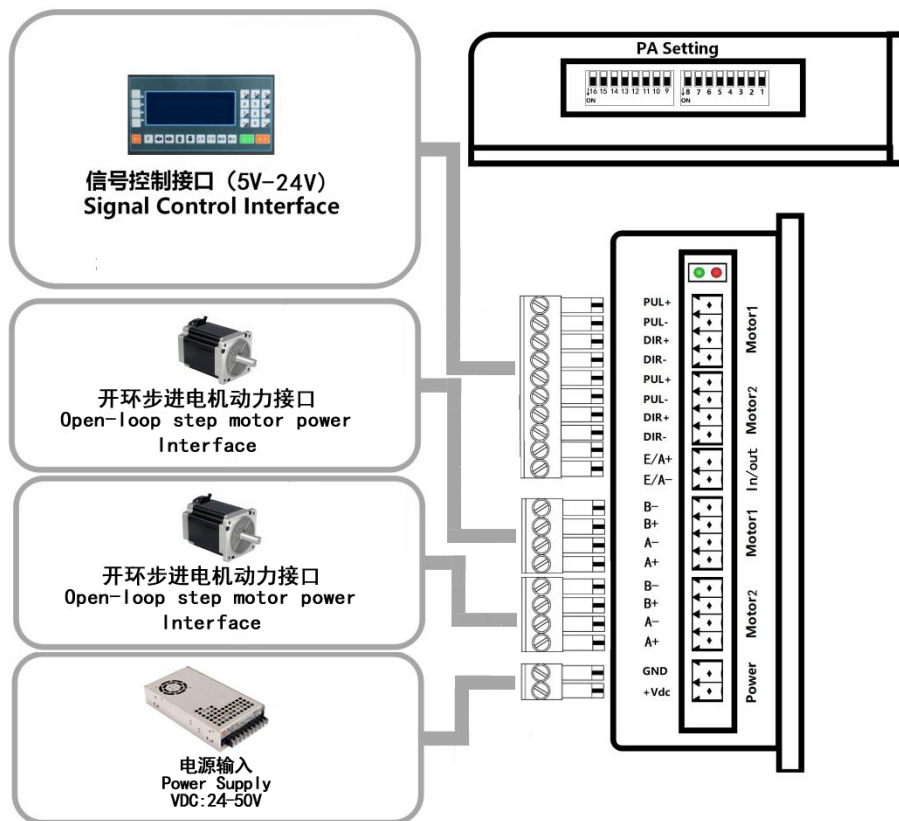 信号控制接口（5V-24V）
Signal Control Interface
开环步进电机动力接口
Open-loop step motor power
Interface
开环步进电机动力接口
Open-loop step motor power
Interface
电源输入
Power Supply
VDC:24-50V
PA Setting
↓16 15 14 13 12 11 10 9
ON
↓8 7 6 5 4 3 2 1
ON
PUL+
PUL-
DIR+
DIR-
Motor1
PUL+
PUL-
DIR+
DIR-
Motor2
E/A+
E/A-
In/out
B-
B+
A-
A+
Motor1
B-
B+
A-
A+
Motor2
GND
+Vdc
Power